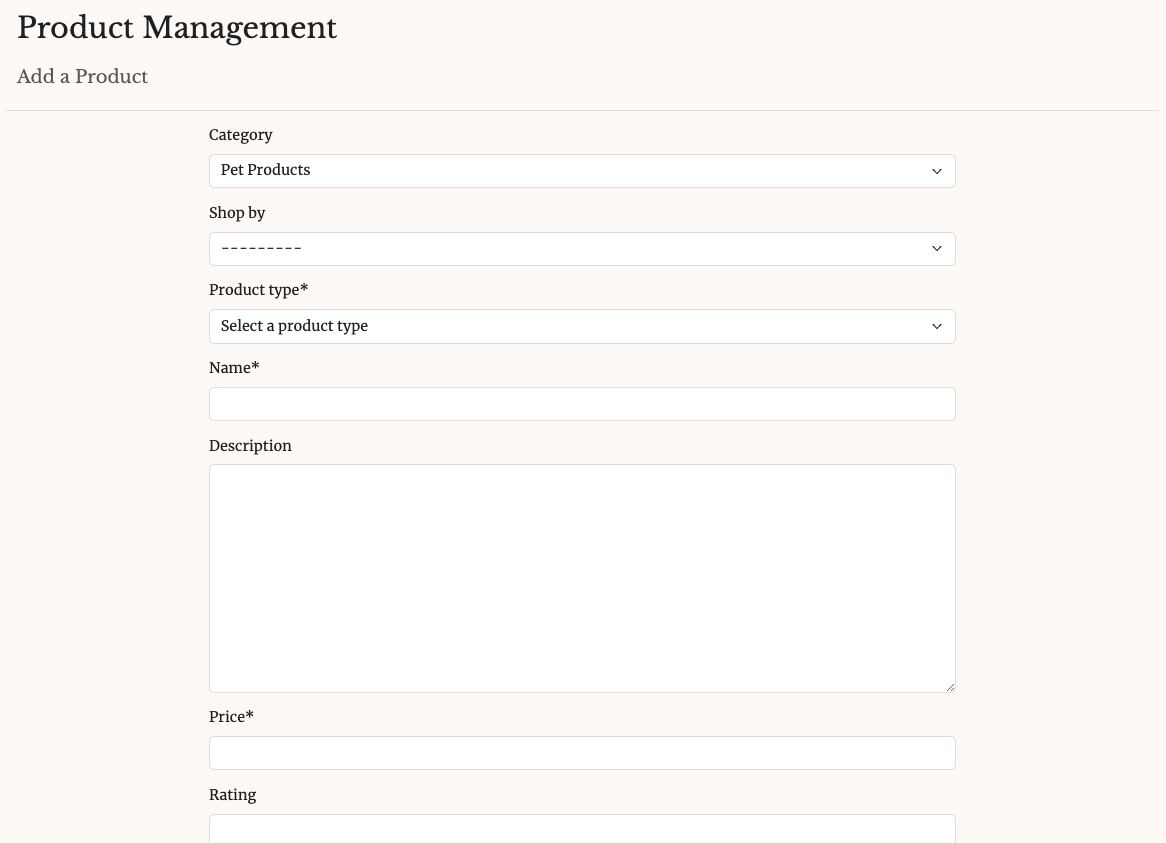 Product Management
Add a Product
Category
Pet Products
Shop by
---------
Product type*
Select a product type
Name*
Description
Price*
Rating